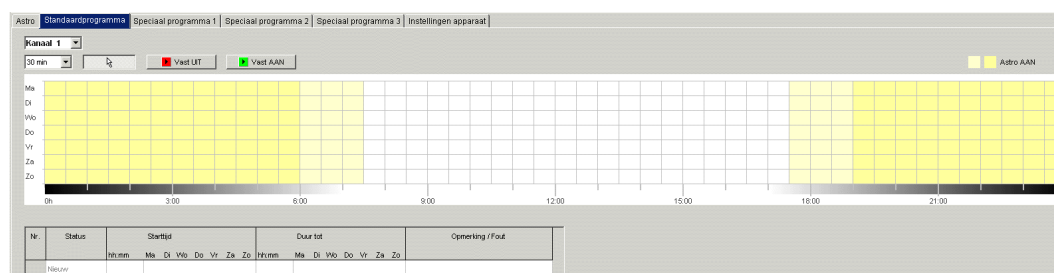 Astro Standaardprogramma Speciaal programma 1 Speciaal programma 2 Speciaal programma 3 Instellingen apparaat
Kanaal 1
30 min Vast UIT Vast AAN Astro AAN
Ma
Di
Wo
Do
Vr
Za
Zo
0h 3:00 6:00 9:00 12:00 15:00 18:00 21:00
Nr. Status Starttijd Duur tot Opmerking / Fout
hh:mm Ma Di Wo Do Vr Za Zo hh:mm Ma Di Wo Do Vr Za Zo
Nieuw